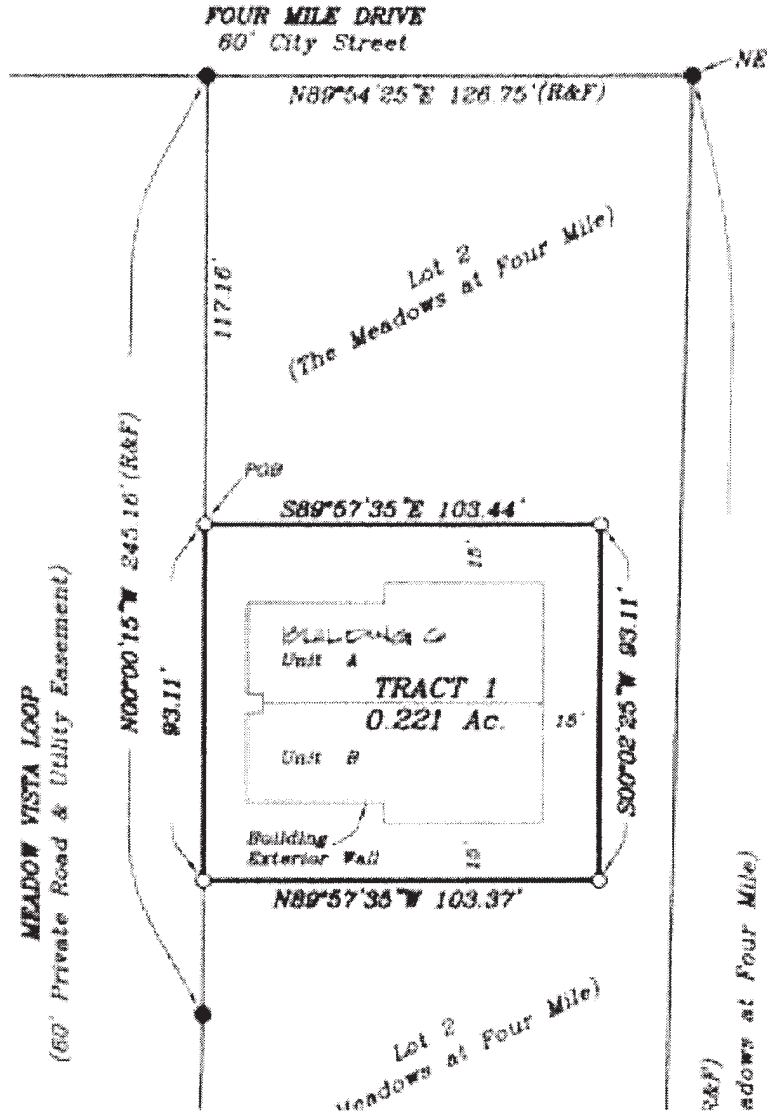 FOUR MILE DRIVE
60' City Street
NE
N89°54'25"E 126.75'(R&F)
117.16'
Lot 2
(The Meadows at Four Mile)
N00°00'15"W 245.16'(R&F)
POB
S89°57'35"E 103.44'
15'
93.11'
Unit A
TRACT 1
0.221 Ac.
15'
Unit B
S00°02'25"W 93.11'
MEADOW VISTA LOOP
(60' Private Road & Utility Easement)
Building
Exterior Wall
15'
N89°57'35"W 103.37'
Lot 2
Meadows at Four Mile)
R&F)
adows at Four Mile)